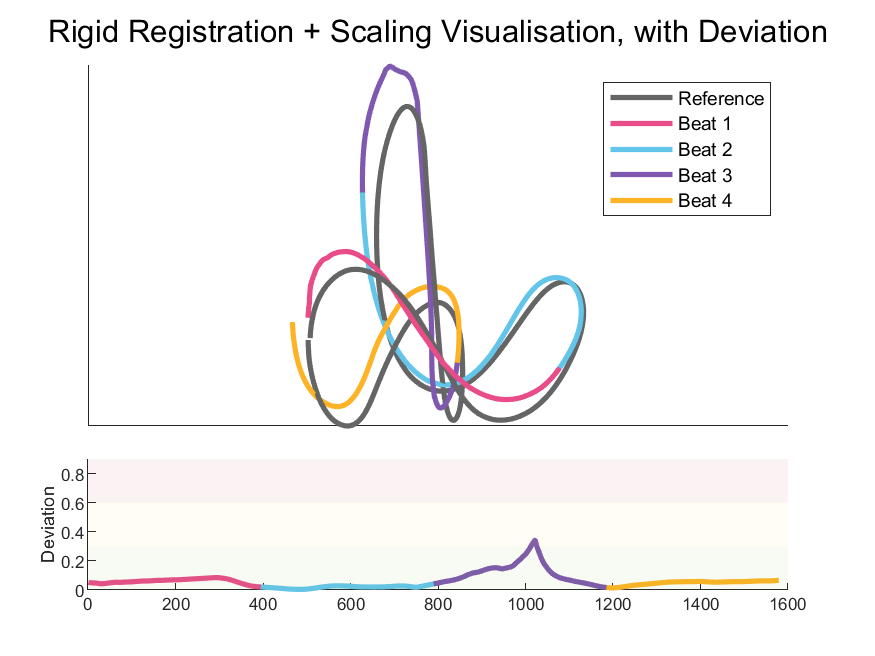 Rigid Registration + Scaling Visualisation, with Deviation
Reference
Beat 1
Beat 2
Beat 3
Beat 4
Deviation
0.8
0.6
0.4
0.2
0
0 200 400 600 800 1000 1200 1400 1600